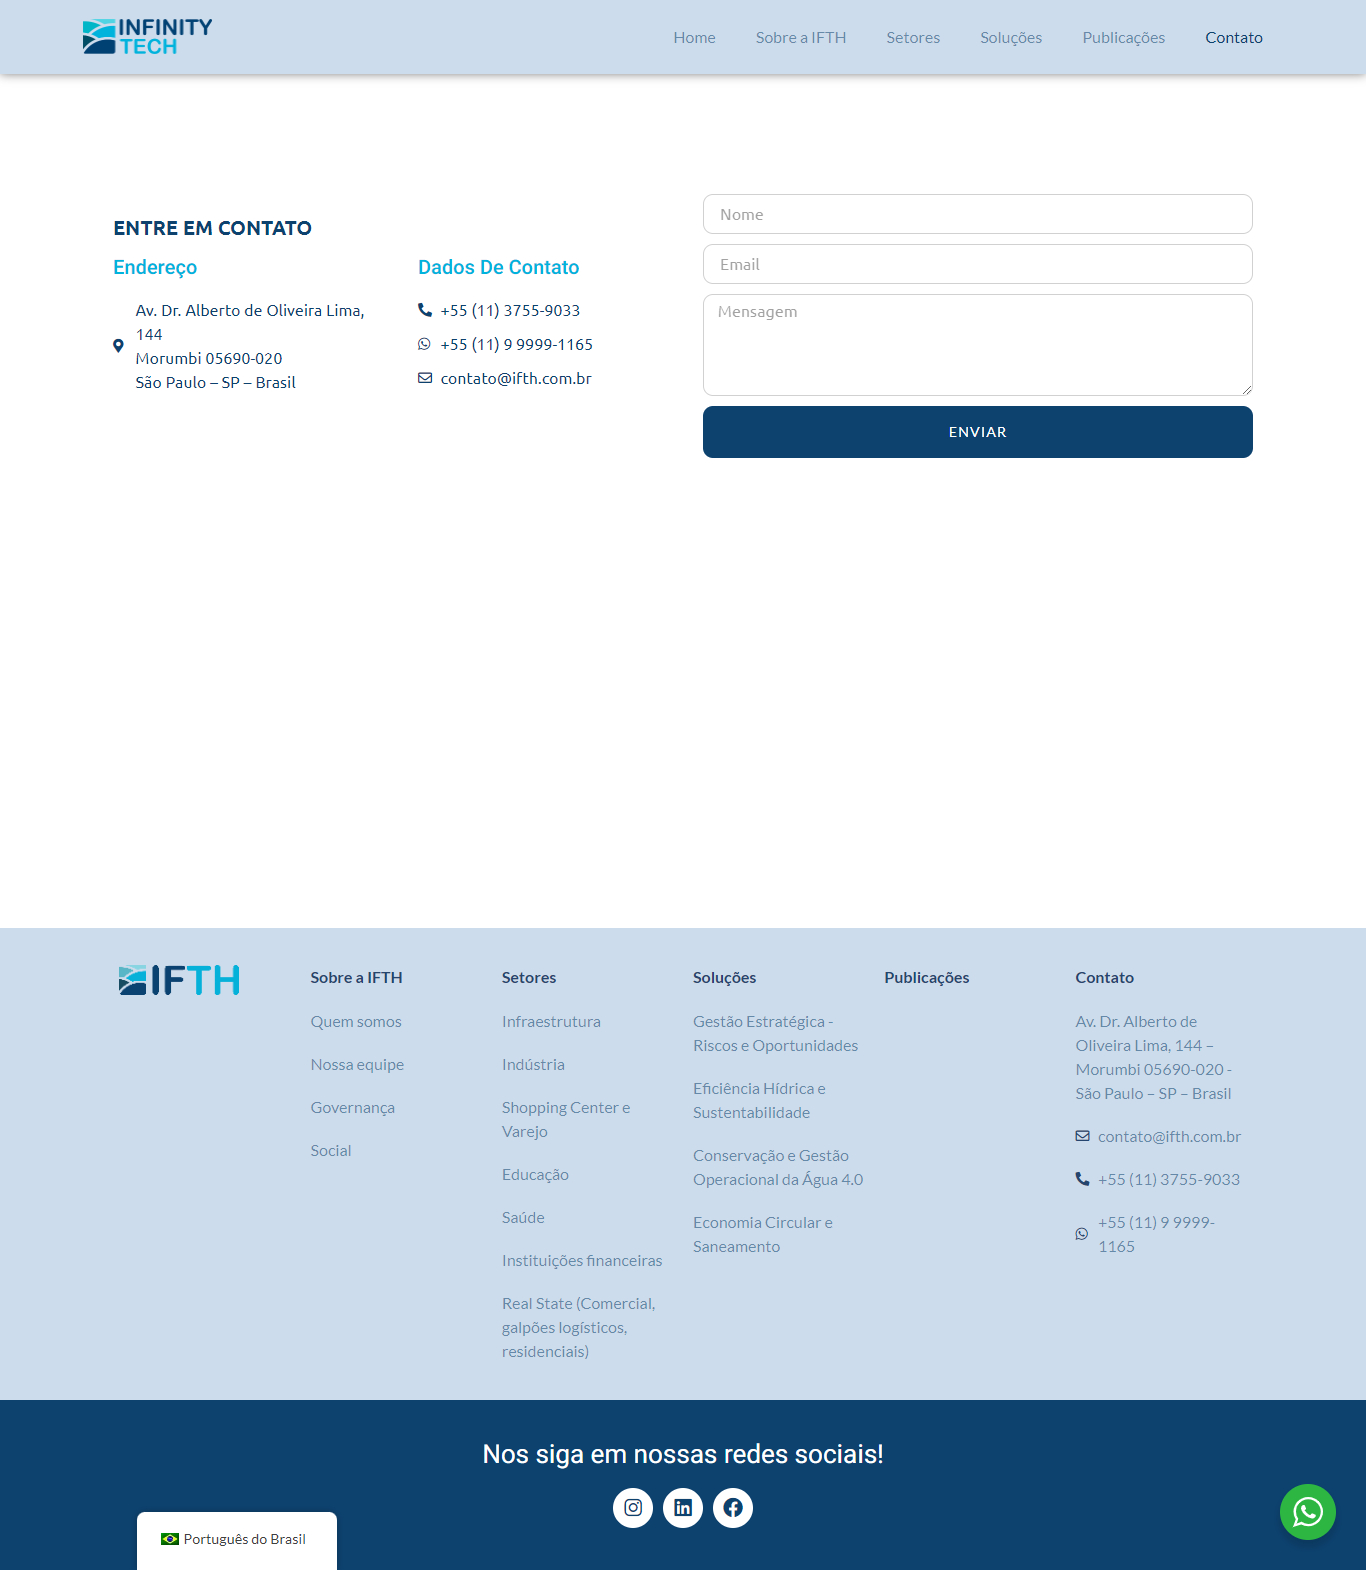 INFINITY
TECH
Home
Sobre a IFTH
Setores
Soluções
Publicações
Contato
ENTRE EM CONTATO
Endereço
Av. Dr. Alberto de Oliveira Lima,
144
Morumbi 05690-020
São Paulo – SP – Brasil
Dados De Contato
+55 (11) 3755-9033
+55 (11) 9 9999-1165
contato@ifth.com.br
Nome
Email
Mensagem
ENVIAR
IFTH
Sobre a IFTH
Quem somos
Nossa equipe
Governança
Social
Setores
Infraestrutura
Indústria
Shopping Center e
Varejo
Educação
Saúde
Instituições financeiras
Real State (Comercial,
galpões logísticos,
residenciais)
Soluções
Gestão Estratégica -
Riscos e Oportunidades
Eficiência Hídrica e
Sustentabilidade
Conservação e Gestão
Operacional da Água 4.0
Economia Circular e
Saneamento
Publicações
Contato
Av. Dr. Alberto de
Oliveira Lima, 144 –
Morumbi 05690-020 -
São Paulo – SP – Brasil
contato@ifth.com.br
+55 (11) 3755-9033
+55 (11) 9 9999-
1165
Nos siga em nossas redes sociais!
Português do Brasil